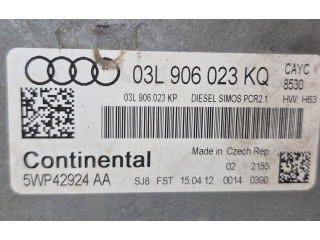 03L 906 023 KQ CAYC
8530
03L 906 023 KP DIESEL SIMOS PCR2.1 HW: H63
Continental Made in Czech Rep
02 2155
5WP42924 AA SJ8 FST 15.04.12 0014 0390